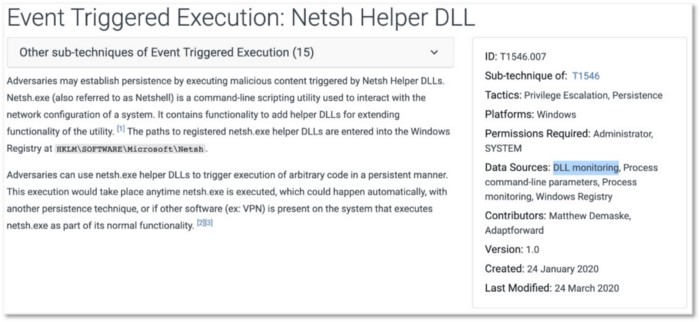 Event Triggered Execution: Netsh Helper DLL
Other sub-techniques of Event Triggered Execution (15)
Adversaries may establish persistence by executing malicious content triggered by Netsh Helper DLLs.
Netsh.exe (also referred to as Netshell) is a command-line scripting utility used to interact with the
network configuration of a system. It contains functionality to add helper DLLs for extending
functionality of the utility. [1] The paths to registered netsh.exe helper DLLs are entered into the Windows
Registry at HKLM\SOFTWARE\Microsoft\Netsh.
Adversaries can use netsh.exe helper DLLs to trigger execution of arbitrary code in a persistent manner.
This execution would take place anytime netsh.exe is executed, which could happen automatically, with
another persistence technique, or if other software (ex: VPN) is present on the system that executes
netsh.exe as part of its normal functionality. [2][3]
ID: T1546.007
Sub-technique of: T1546
Tactics: Privilege Escalation, Persistence
Platforms: Windows
Permissions Required: Administrator,
SYSTEM
Data Sources: DLL monitoring, Process
command-line parameters, Process
monitoring, Windows Registry
Contributors: Matthew Demaske,
Adaptforward
Version: 1.0
Created: 24 January 2020
Last Modified: 24 March 2020